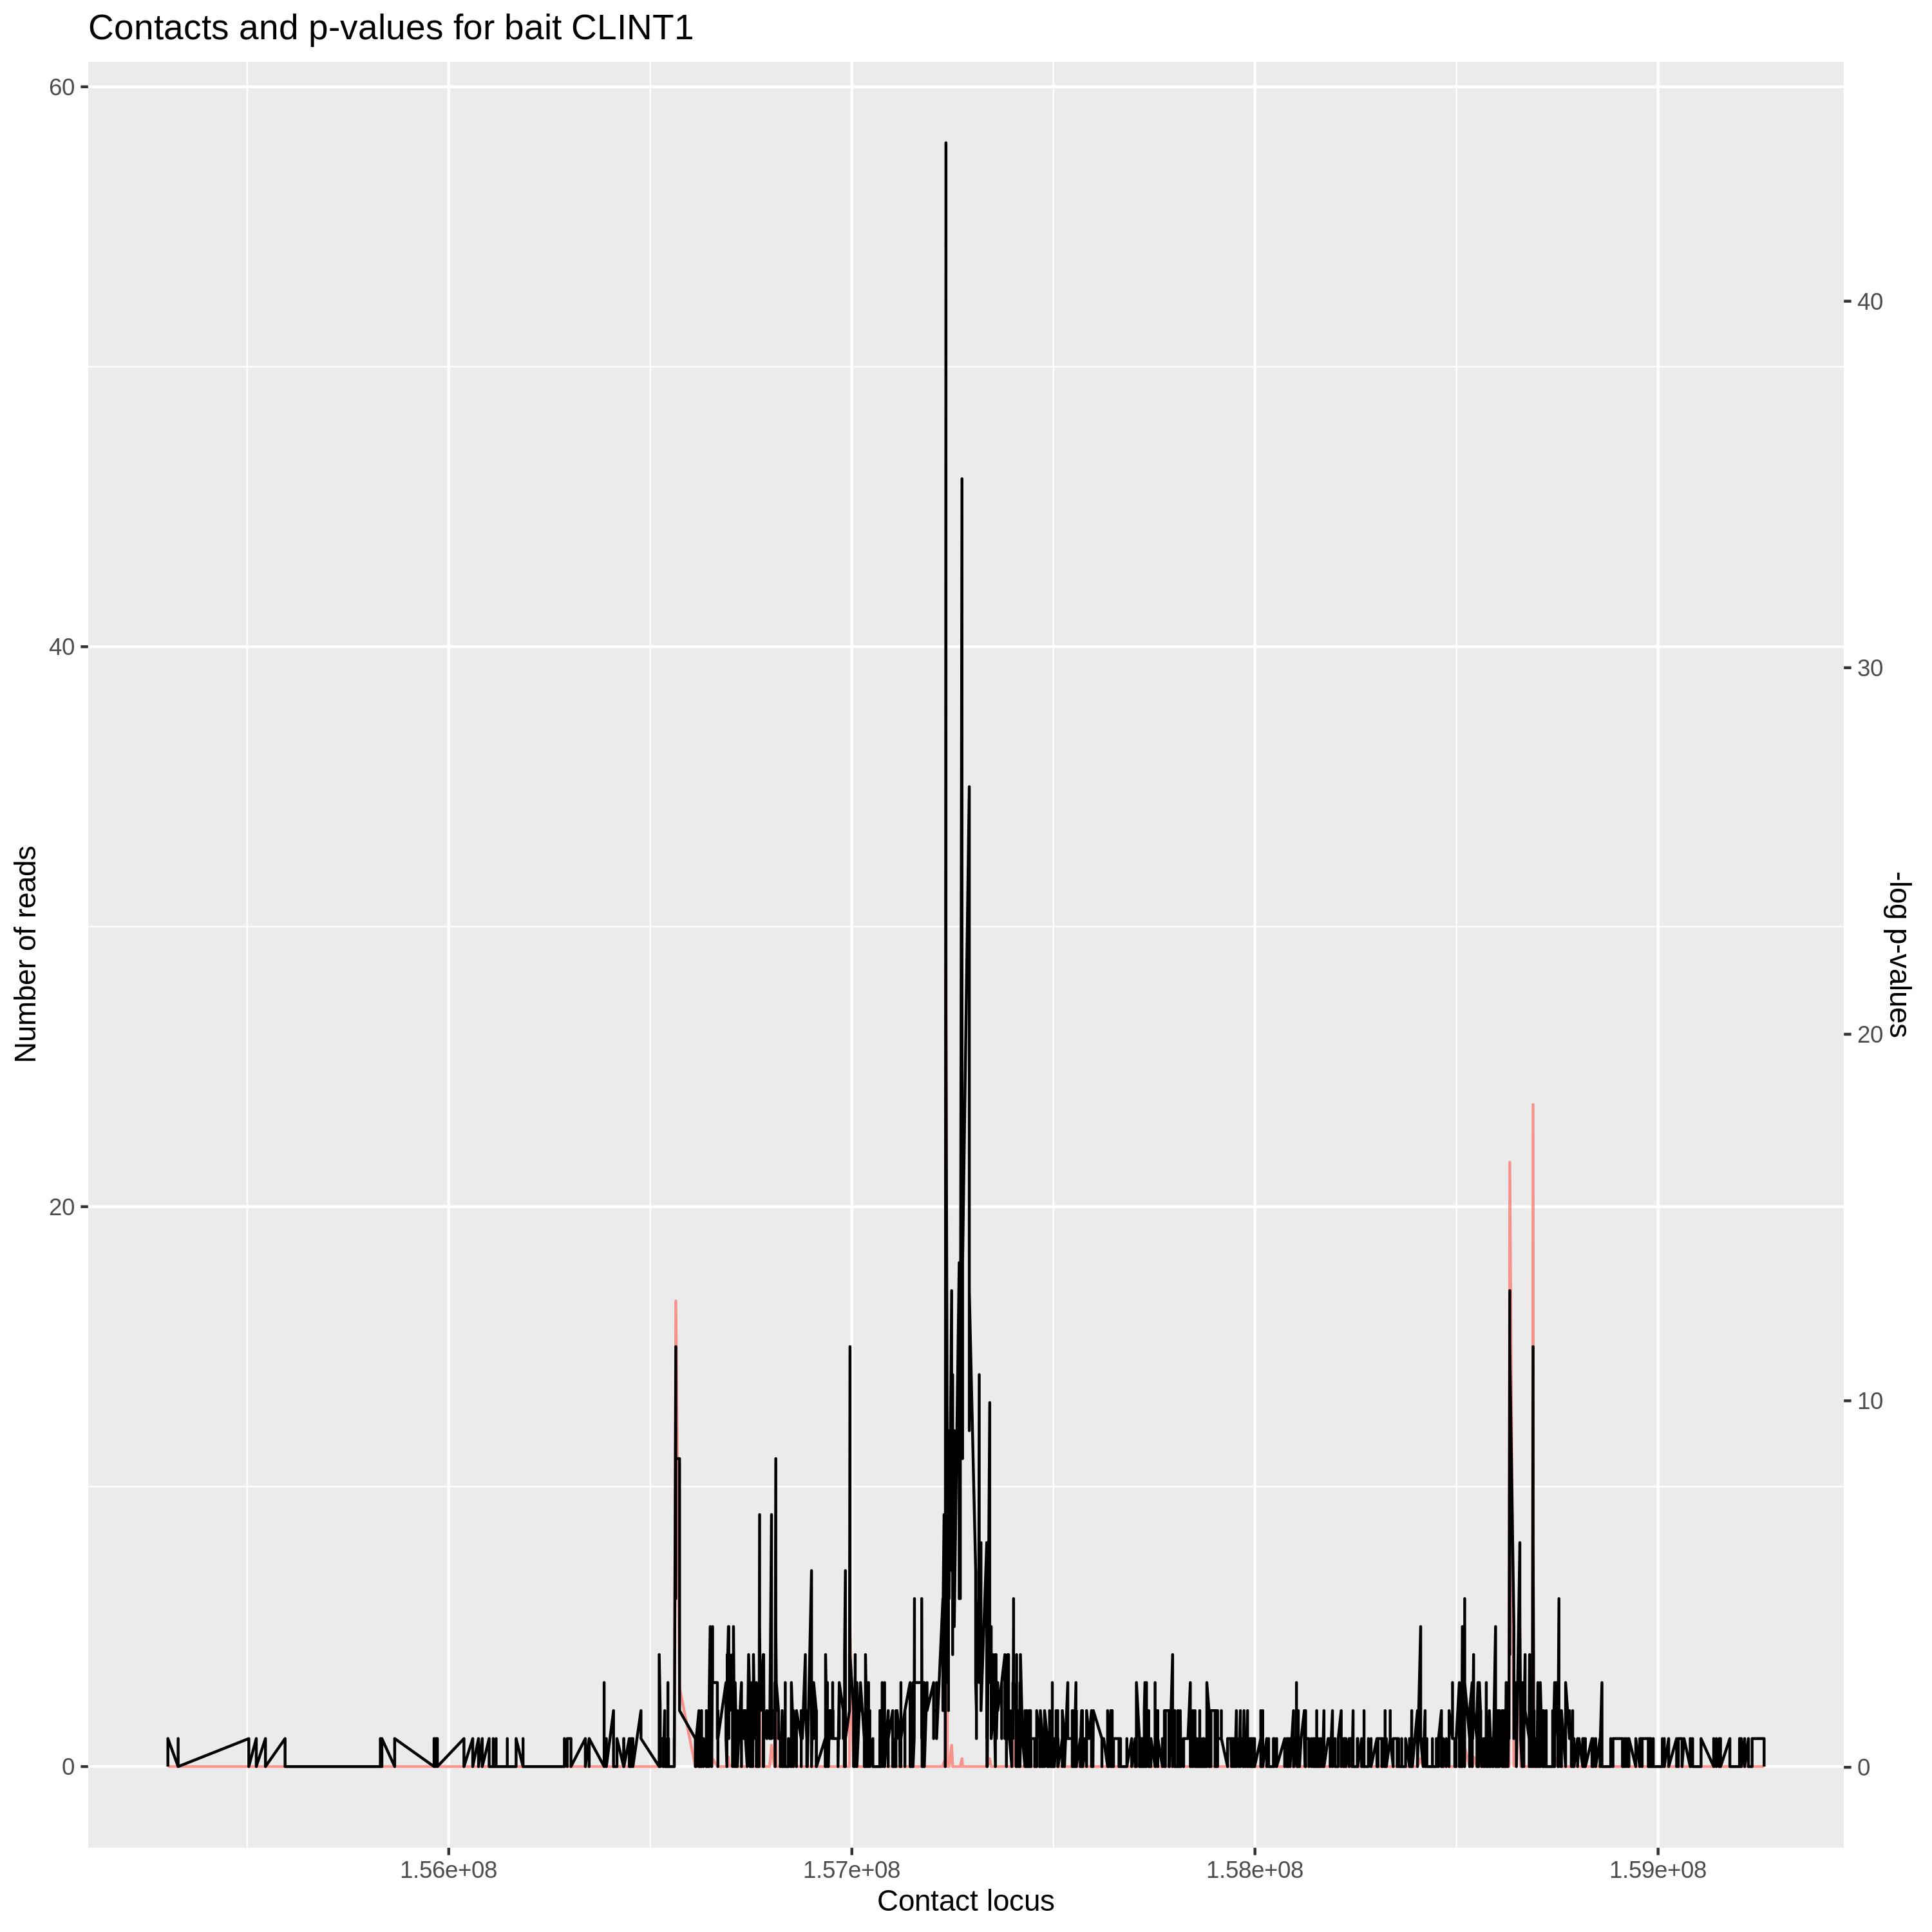 Contacts and p-values for bait CLINT1
60
40
20
0
Number of reads
40
30
20
10
0
-log p-values
1.56e+08
1.57e+08
1.58e+08
1.59e+08
Contact locus